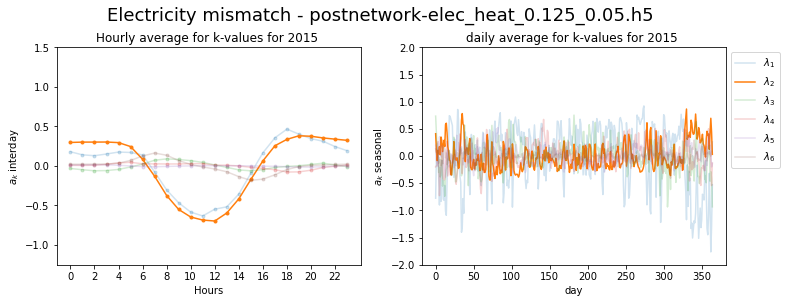 Electricity mismatch - postnetwork-elec_heat_0.125_0.05.h5
Hourly average for k-values for 2015
1.5
1.0
0.5
0.0
−0.5
−1.0
a_k interday
0 2 4 6 8 10 12 14 16 18 20 22
Hours
daily average for k-values for 2015
2.0
1.5
1.0
0.5
0.0
−0.5
−1.0
−1.5
−2.0
a_k seasonal
0 50 100 150 200 250 300 350
day
λ₁
λ₂
λ₃
λ₄
λ₅
λ₆